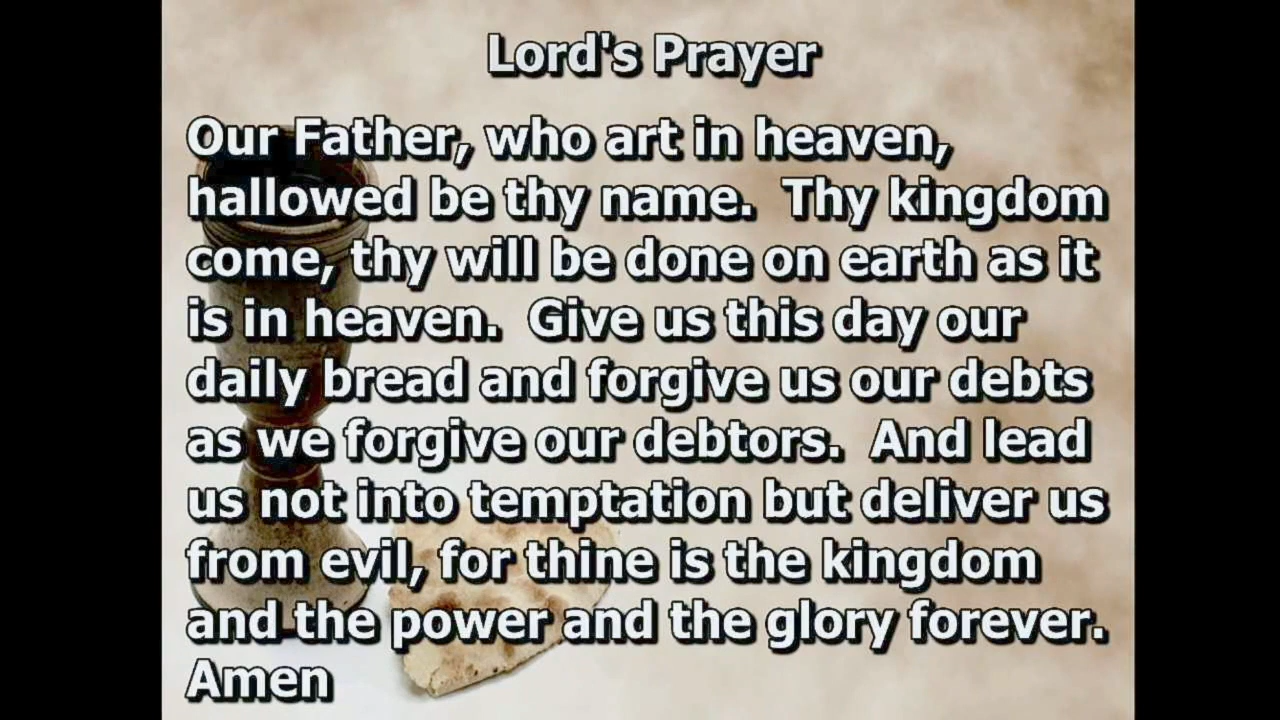 Lord's Prayer
Our Father, who art in heaven,
hallowed be thy name.  Thy kingdom
come, thy will be done on earth as it
is in heaven.  Give us this day our
daily bread and forgive us our debts
as we forgive our debtors.  And lead
us not into temptation but deliver us
from evil, for thine is the kingdom
and the power and the glory forever.
Amen